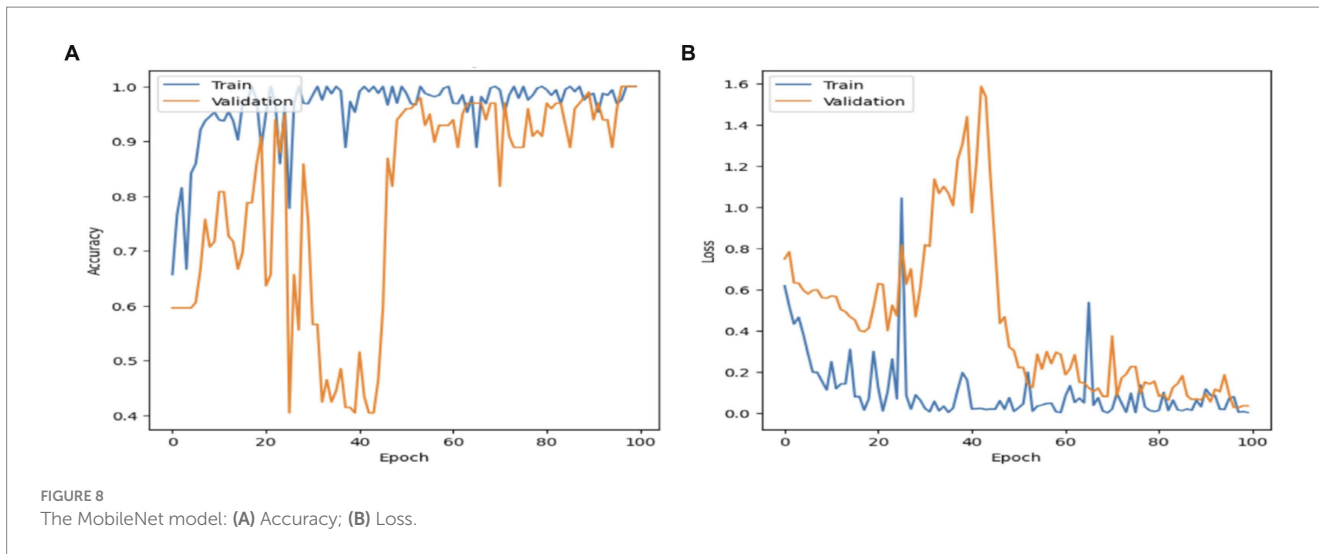 A
Train
Validation
1.0
0.9
0.8
0.7
0.6
0.5
0.4
Accuracy
0
20
40
60
80
100
Epoch
B
Train
Validation
1.6
1.4
1.2
1.0
0.8
0.6
0.4
0.2
0.0
Loss
0
20
40
60
80
100
Epoch
FIGURE 8
The MobileNet model: (A) Accuracy; (B) Loss.